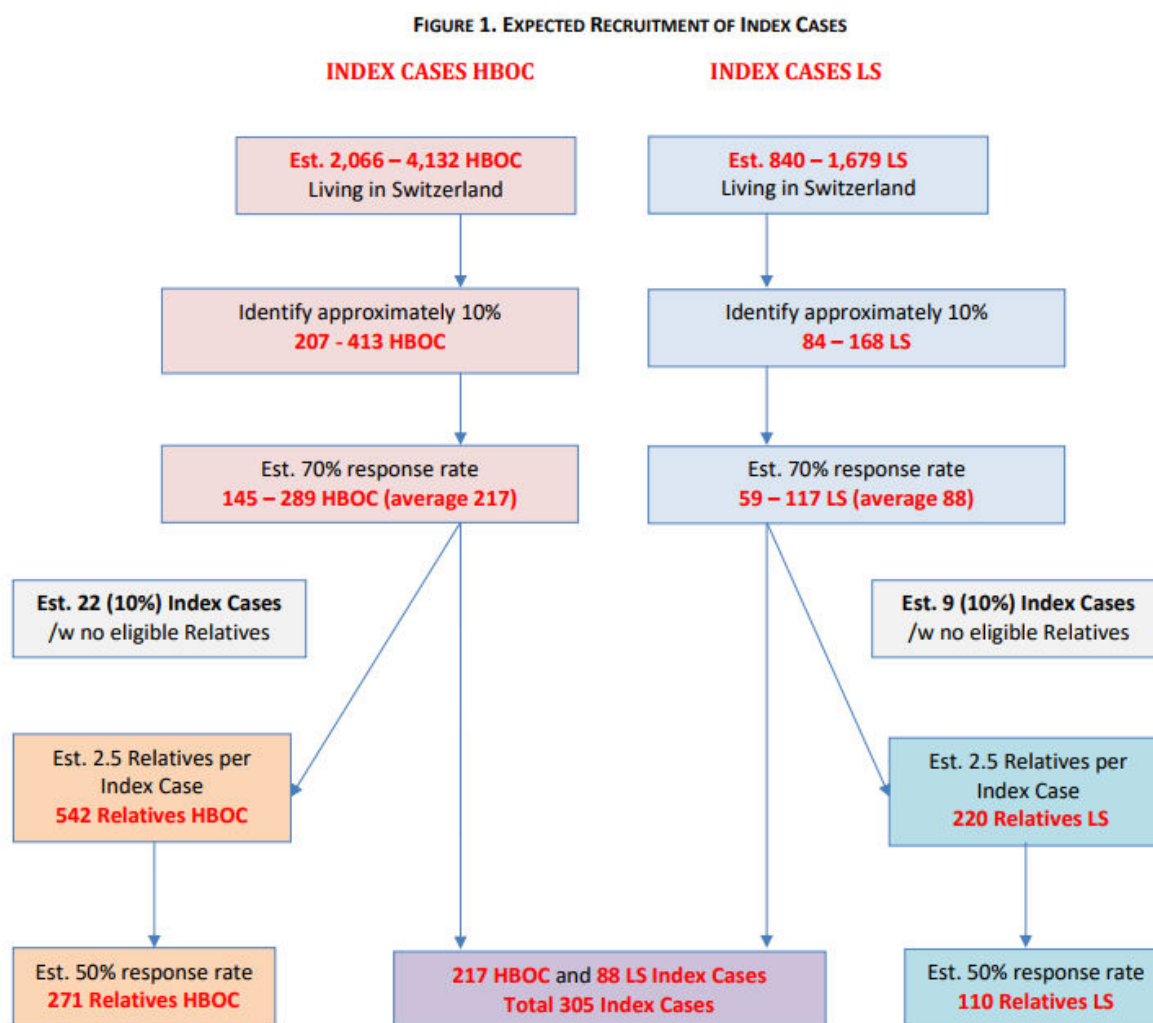 FIGURE 1. EXPECTED RECRUITMENT OF INDEX CASES
INDEX CASES HBOC
INDEX CASES LS
Est. 2,066 – 4,132 HBOC
Living in Switzerland
Est. 840 – 1,679 LS
Living in Switzerland
Identify approximately 10%
207 - 413 HBOC
Identify approximately 10%
84 – 168 LS
Est. 70% response rate
145 – 289 HBOC (average 217)
Est. 70% response rate
59 – 117 LS (average 88)
Est. 22 (10%) Index Cases
/w no eligible Relatives
Est. 9 (10%) Index Cases
/w no eligible Relatives
Est. 2.5 Relatives per
Index Case
542 Relatives HBOC
Est. 2.5 Relatives per
Index Case
220 Relatives LS
Est. 50% response rate
271 Relatives HBOC
217 HBOC and 88 LS Index Cases
Total 305 Index Cases
Est. 50% response rate
110 Relatives LS